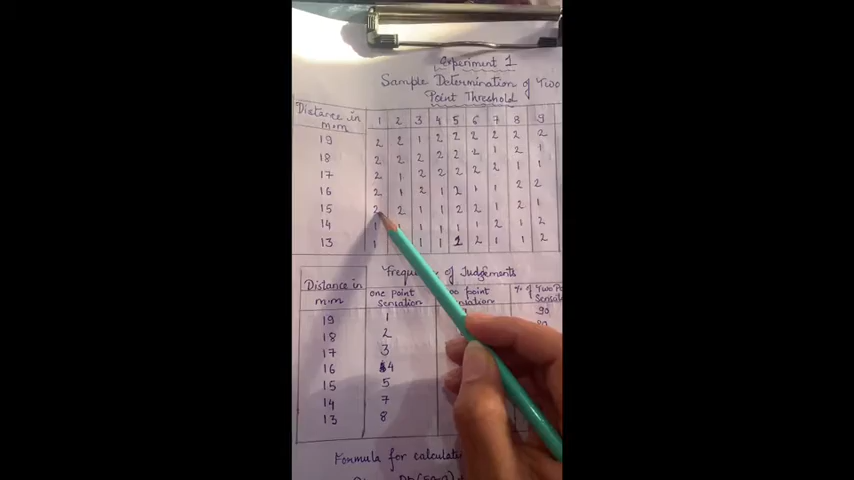 Experiment 1
Sample Determination of Two
Point Threshold
Distance in m.m 1 2 3 4 5 6 7 8 9
19 2 2 1 2 2 2 2 2 2
18 2 2 2 2 2 2 1 2 1
17 2 1 2 2 2 2 2 1 1
16 2 1 2 1 2 1 1 2 2
15 2 2 1 1 2 2 1 2 1
14 1 1 1 1 1 1 2 1 2
13 1 1 1 1 2 1 1 2
Frequency of Judgements
Distance in m.m one point sensation % of Two Po
19 1 90
18 2
17 3
16 4
15 5
14 7
13 8
Formula for calculati